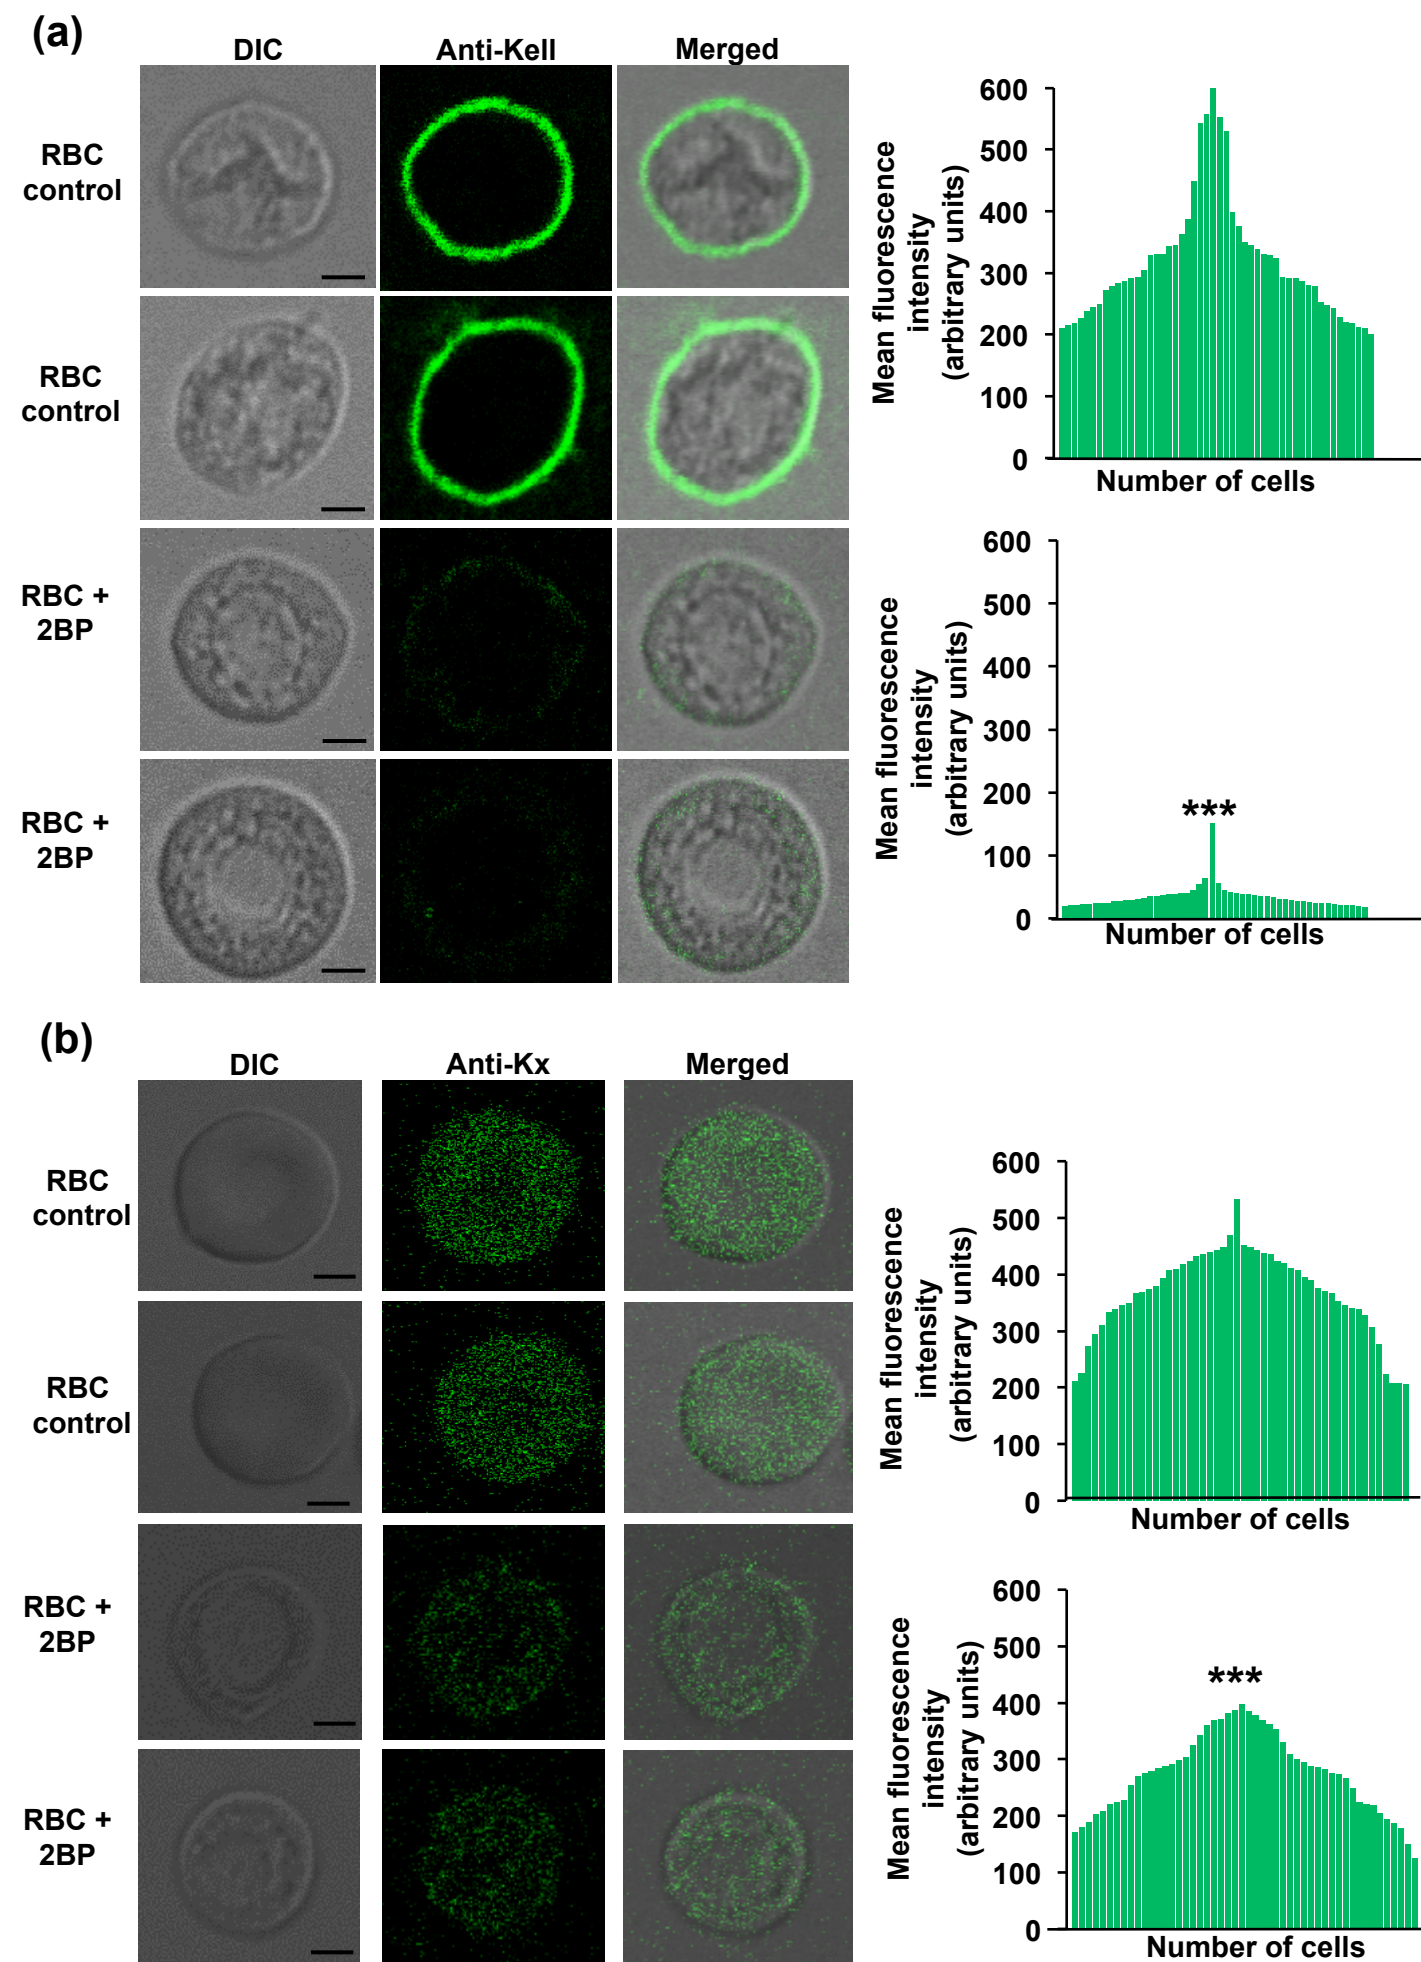 (a)
DIC
Anti-Kell
Merged
RBC
control
RBC
control
RBC +
2BP
RBC +
2BP
Mean fluorescence
intensity
(arbitrary units)
600
500
400
300
200
100
0
Number of cells
Mean fluorescence
intensity
(arbitrary units)
600
500
400
300
200
100
0
***
Number of cells
(b)
DIC
Anti-Kx
Merged
RBC
control
RBC
control
RBC +
2BP
RBC +
2BP
Mean fluorescence
intensity
(arbitrary units)
600
500
400
300
200
100
0
Number of cells
Mean fluorescence
intensity
(arbitrary units)
600
500
400
300
200
100
0
***
Number of cells